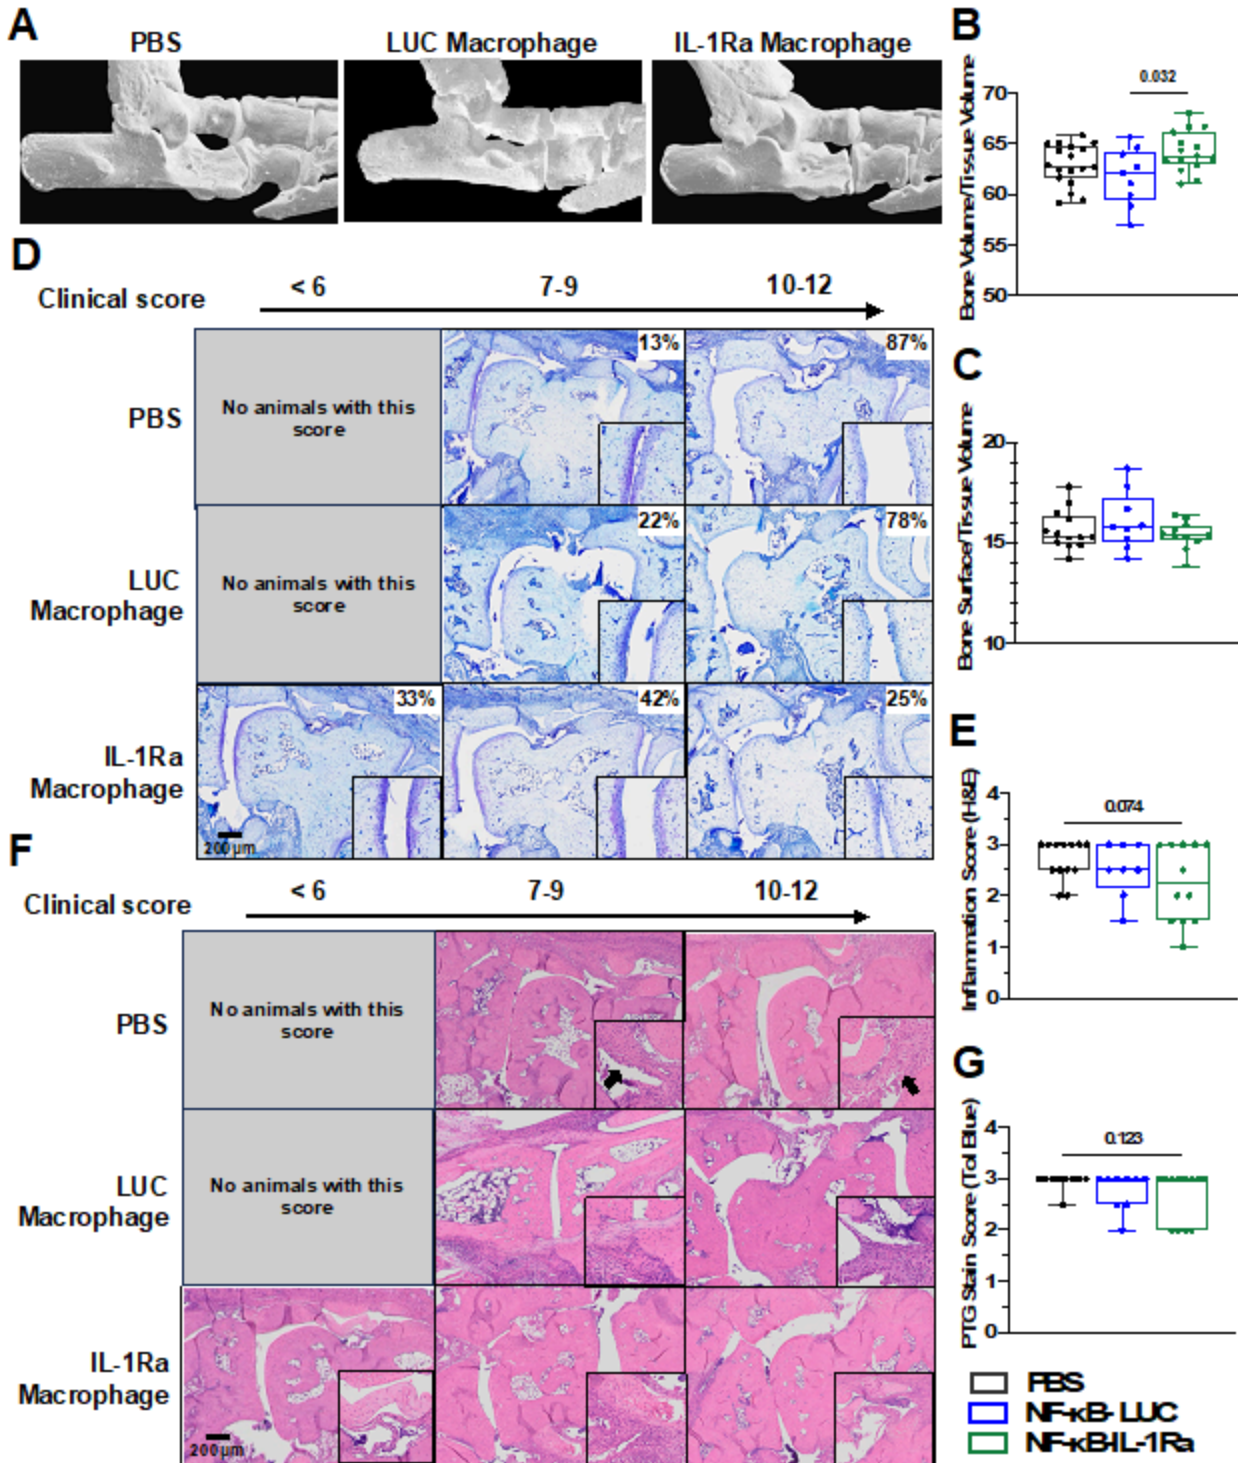 A
PBS
LUC Macrophage
IL-1Ra Macrophage
B
0.032
Bone Volume/Tissue Volume
70
65
60
55
50
D
Clinical score
< 6
7-9
10-12
PBS
No animals with this
score
13%
87%
LUC
Macrophage
No animals with this
score
22%
78%
IL-1Ra
Macrophage
33%
42%
25%
200 µm
C
Bone Surface/Tissue Volume
20
15
10
E
Inflammation Score (H&E)
0.074
4
3
2
1
0
F
Clinical score
< 6
7-9
10-12
PBS
No animals with this
score
LUC
Macrophage
No animals with this
score
IL-1Ra
Macrophage
200 µm
G
PTG Stain Score (Tol Blue)
0.123
4
3
2
1
0
PBS
NF-κB- LUC
NF-κB-IL-1Ra